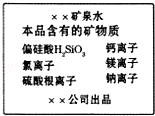 ××矿泉水
本品含有的矿物质
偏硅酸H₂SiO₃ 钙离子
氯离子 镁离子
硫酸根离子 钠离子
××公司出品